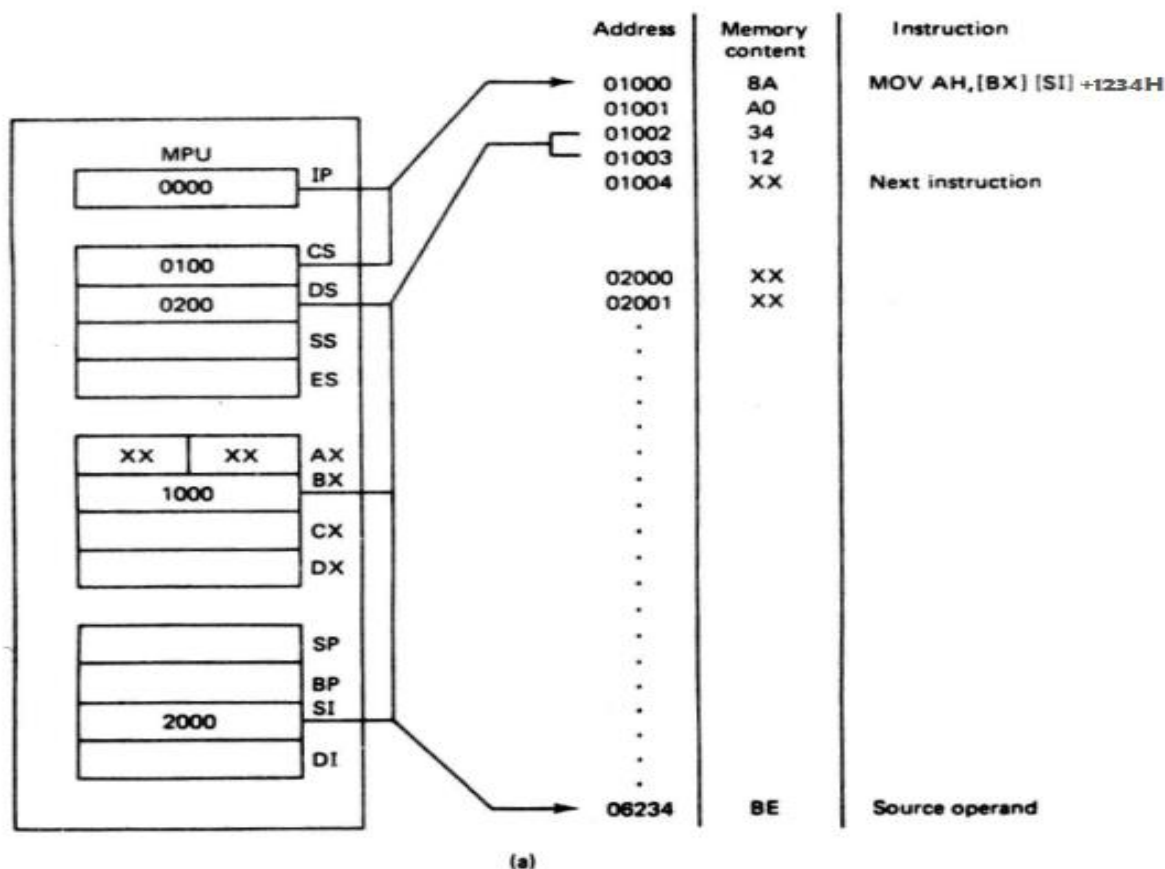 MPU
0000 IP
0100 CS
0200 DS
SS
ES
XX XX AX
1000 BX
CX
DX
SP
BP
2000 SI
DI
Address Memory content Instruction
01000 8A MOV AH,[BX] [SI] +1234H
01001 A0
01002 34
01003 12
01004 XX Next instruction
02000 XX
02001 XX
06234 BE Source operand
(a)